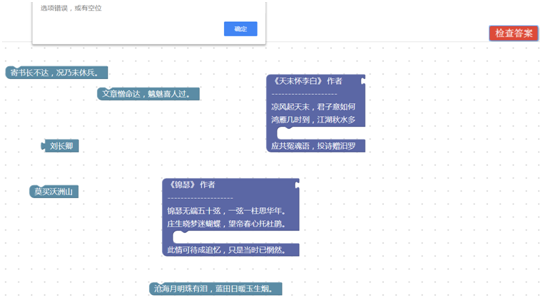 选项错误，或有空位
确定
检查答案
寄书长不达，况乃未休兵。
文章憎命达，魑魅喜人过。
《天末怀李白》 作者
--------------------
凉风起天末，君子意如何
鸿雁几时到，江湖秋水多
应共冤魂语，投诗赠汨罗
刘长卿
莫买沃洲山
《锦瑟》 作者
--------------------
锦瑟无端五十弦，一弦一柱思华年。
庄生晓梦迷蝴蝶，望帝春心托杜鹃。
此情可待成追忆，只是当时已惘然。
沧海月明珠有泪，蓝田日暖玉生烟。